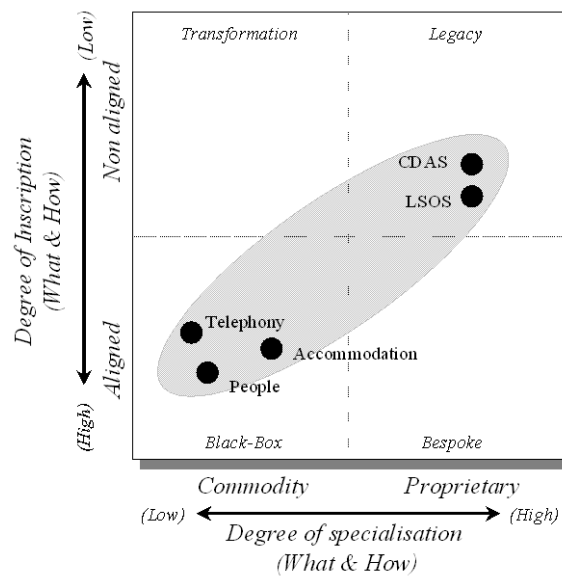 Transformation
Legacy
(Low)
Non aligned
Degree of Inscription
(What & How)
Aligned
(High)
CDAS
LSOS
Telephony
Accommodation
People
Black-Box
Bespoke
Commodity
Proprietary
(Low)
(High)
Degree of specialisation
(What & How)